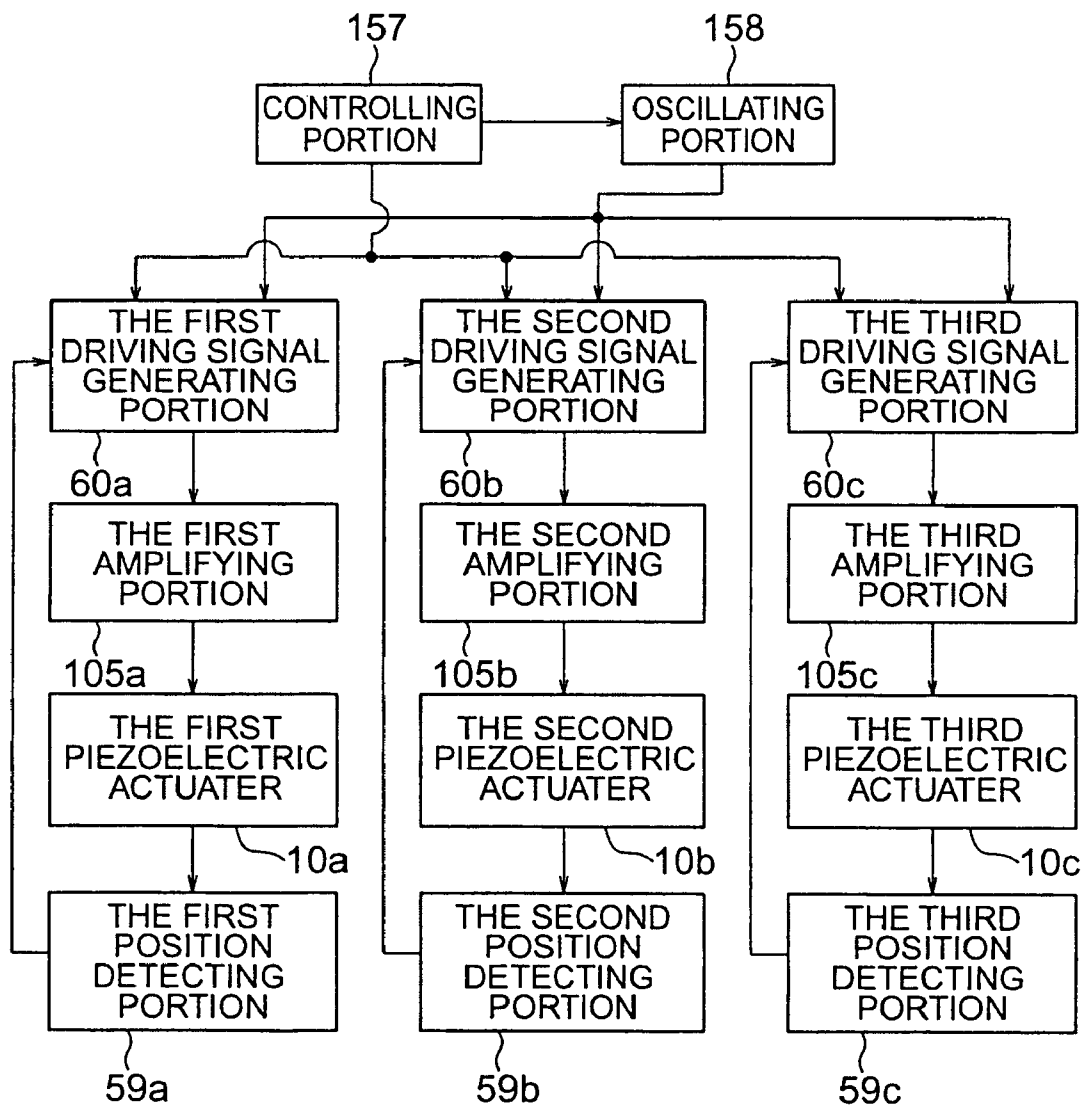 157
158
CONTROLLING
PORTION
OSCILLATING
PORTION
THE FIRST
DRIVING SIGNAL
GENERATING
PORTION
THE SECOND
DRIVING SIGNAL
GENERATING
PORTION
THE THIRD
DRIVING SIGNAL
GENERATING
PORTION
60a
60b
60c
THE FIRST
AMPLIFYING
PORTION
THE SECOND
AMPLIFYING
PORTION
THE THIRD
AMPLIFYING
PORTION
105a
105b
105c
THE FIRST
PIEZOELECTRIC
ACTUATER
THE SECOND
PIEZOELECTRIC
ACTUATER
THE THIRD
PIEZOELECTRIC
ACTUATER
10a
10b
10c
THE FIRST
POSITION
DETECTING
PORTION
THE SECOND
POSITION
DETECTING
PORTION
THE THIRD
POSITION
DETECTING
PORTION
59a
59b
59c